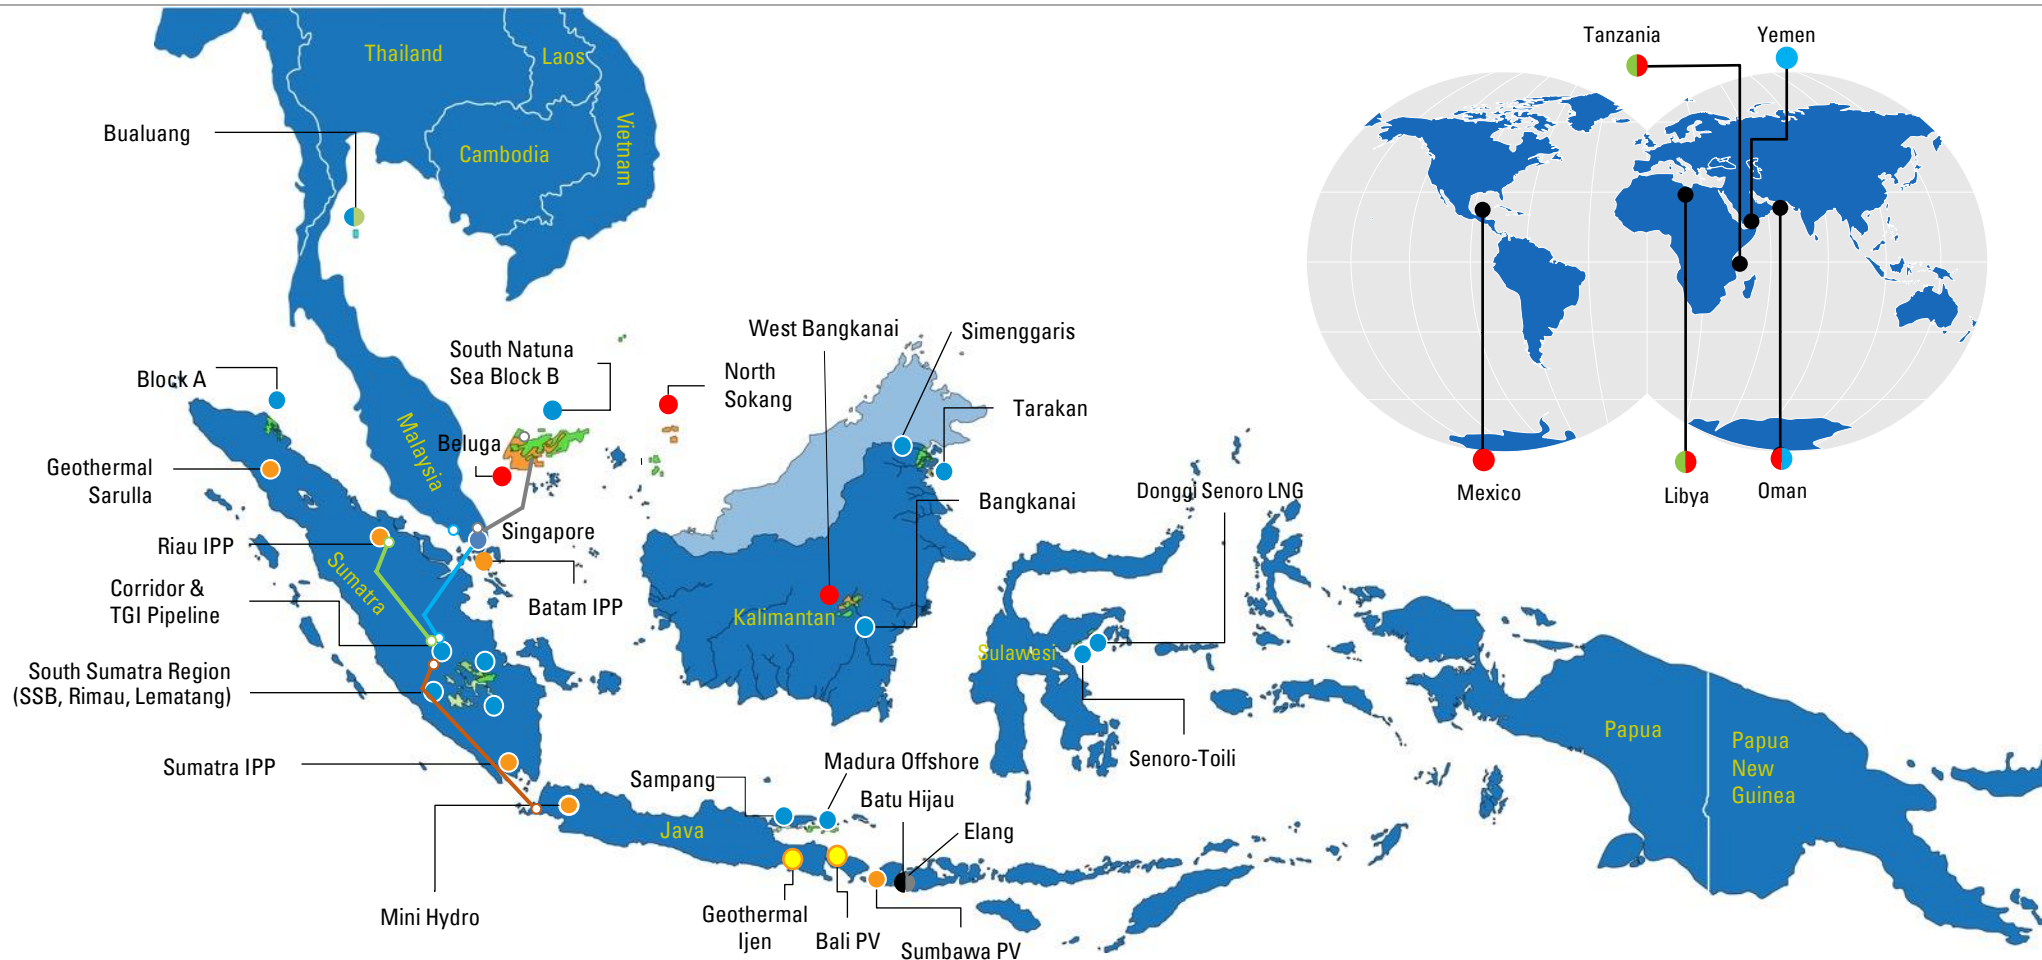 Thailand
Laos
Vietnam
Cambodia
Bualuang
Tanzania
Yemen
Mexico
Libya
Oman
West Bangkanai
Simenggaris
South Natuna
Sea Block B
North
Sokang
Block A
Tarakan
Malaysia
Beluga
Geothermal
Sarulla
Bangkanai
Donggi Senoro LNG
Singapore
Riau IPP
Sumatra
Corridor &
TGI Pipeline
Batam IPP
Kalimantan
Sulawesi
South Sumatra Region
(SSB, Rimau, Lematang)
Papua
Papua
New
Guinea
Senoro-Toili
Sumatra IPP
Sampang
Madura Offshore
Batu Hijau
Elang
Java
Mini Hydro
Geothermal
Ijen
Bali PV
Sumbawa PV